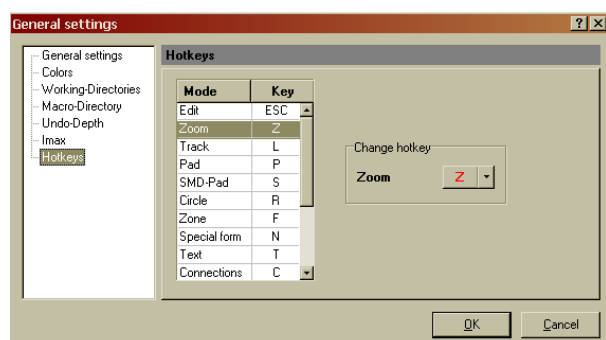 General settings
General settings
Colors
Working-Directories
Macro-Directory
Undo-Depth
Imax
Hotkeys
Hotkeys
Mode Key
Edit ESC
Zoom Z
Track L
Pad P
SMD-Pad S
Circle R
Zone F
Special form N
Text T
Connections C
Change hotkey
Zoom Z
OK Cancel